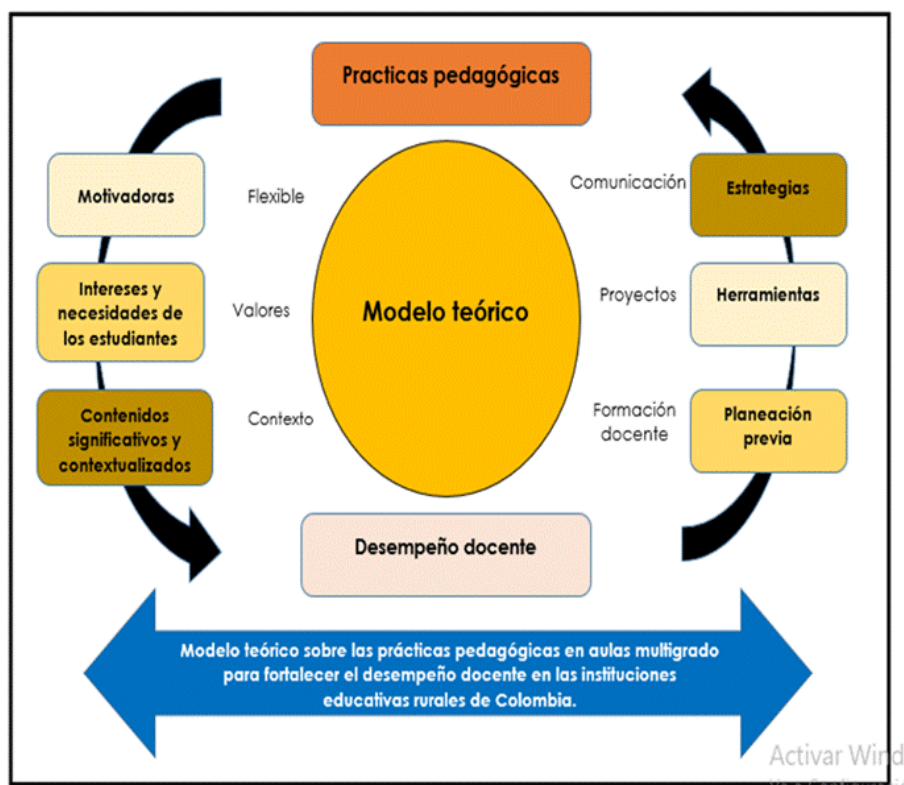 Practicas pedagógicas
Motivadoras
Flexible
Comunicación
Estrategias
Intereses y
necesidades de
los estudiantes
Valores
Modelo teórico
Proyectos
Herramientas
Contenidos
significativos y
contextualizados
Contexto
Formación
docente
Planeación
previa
Desempeño docente
Modelo teórico sobre las prácticas pedagógicas en aulas multigrado
para fortalecer el desempeño docente en las instituciones
educativas rurales de Colombia.
Activar Wind